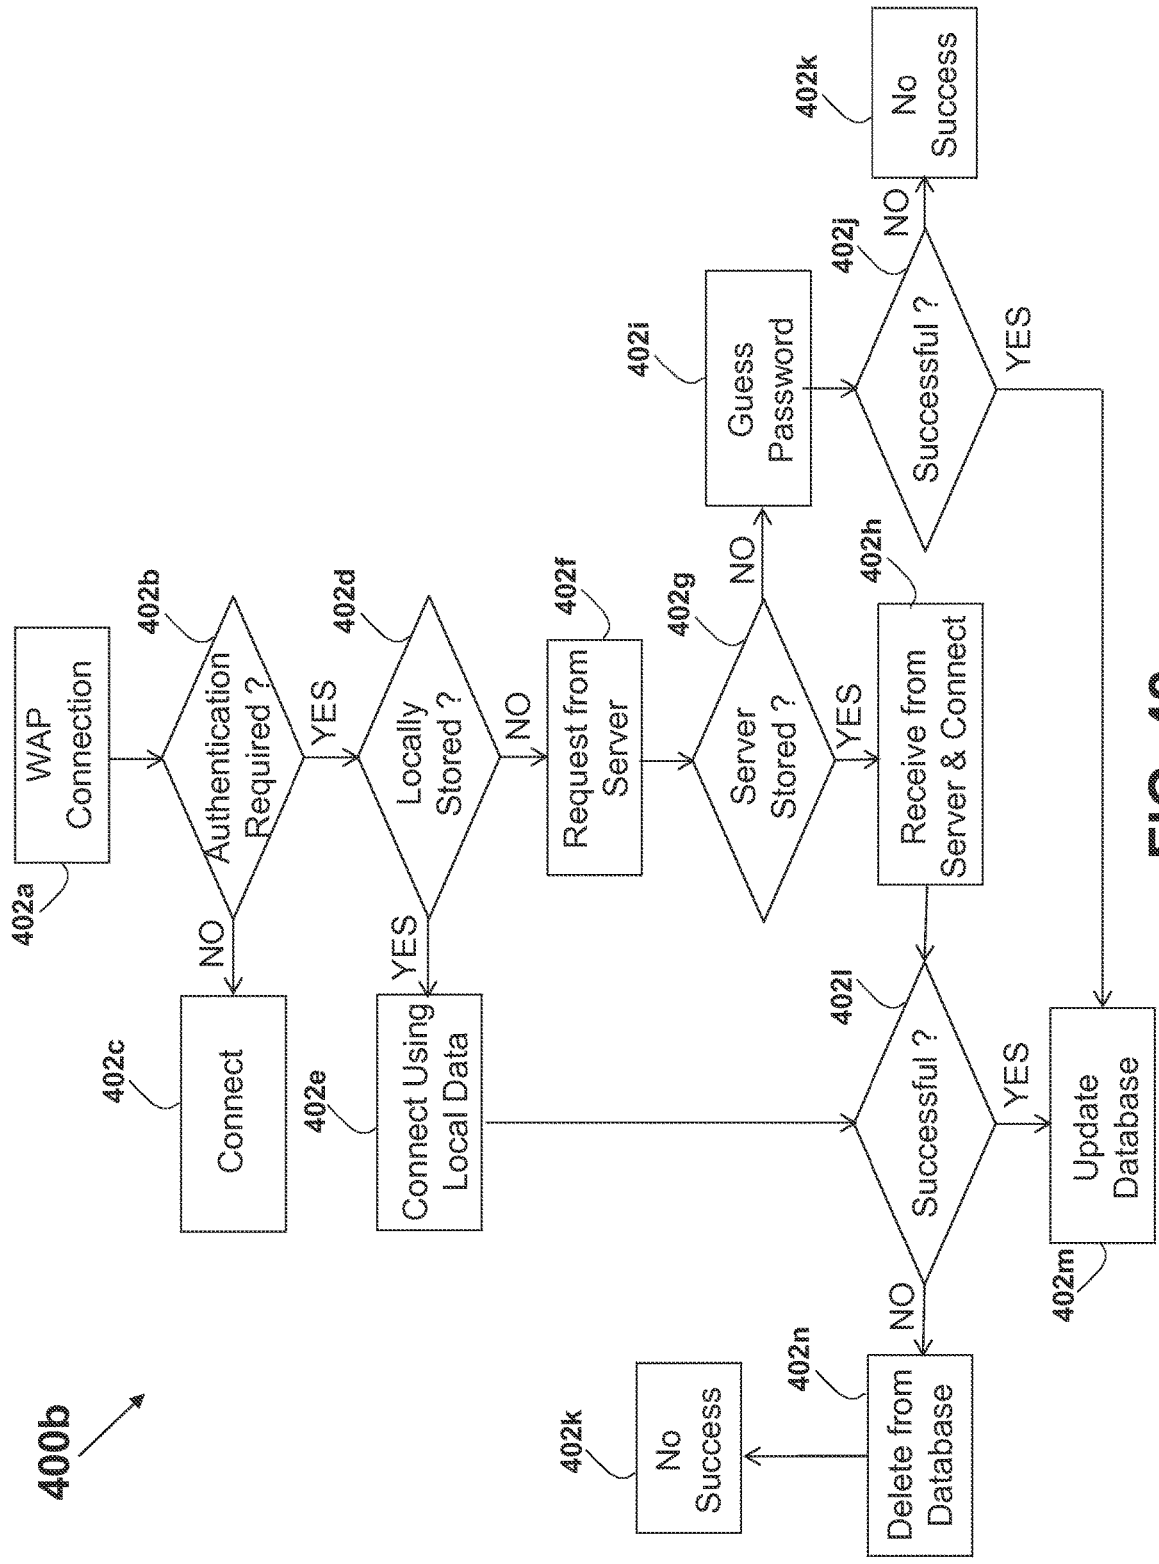 400b
402a
WAP
Connection
402b
Authentication
Required ?
NO
YES
402c
Connect
402d
Locally
Stored ?
YES
NO
402e
Connect Using
Local Data
402f
Request from
Server
402g
Server
Stored ?
NO
YES
402i
Guess
Password
402h
Receive from
Server & Connect
402j
Successful ?
NO
YES
402k
No
Success
402l
Successful ?
NO
YES
402m
Update
Database
402n
Delete from
Database
402k
No
Success